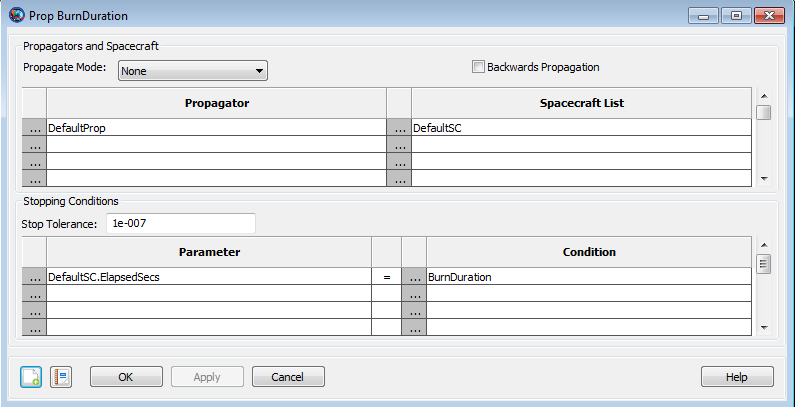 Prop BurnDuration
Propagators and Spacecraft
Propagate Mode: None Backwards Propagation
Propagator Spacecraft List
... DefaultProp ... DefaultSC
... ...
... ...
... ...
Stopping Conditions
Stop Tolerance: 1e-007
Parameter Condition
... DefaultSC.ElapsedSecs = ... BurnDuration
... ...
... ...
... ...
OK Apply Cancel Help